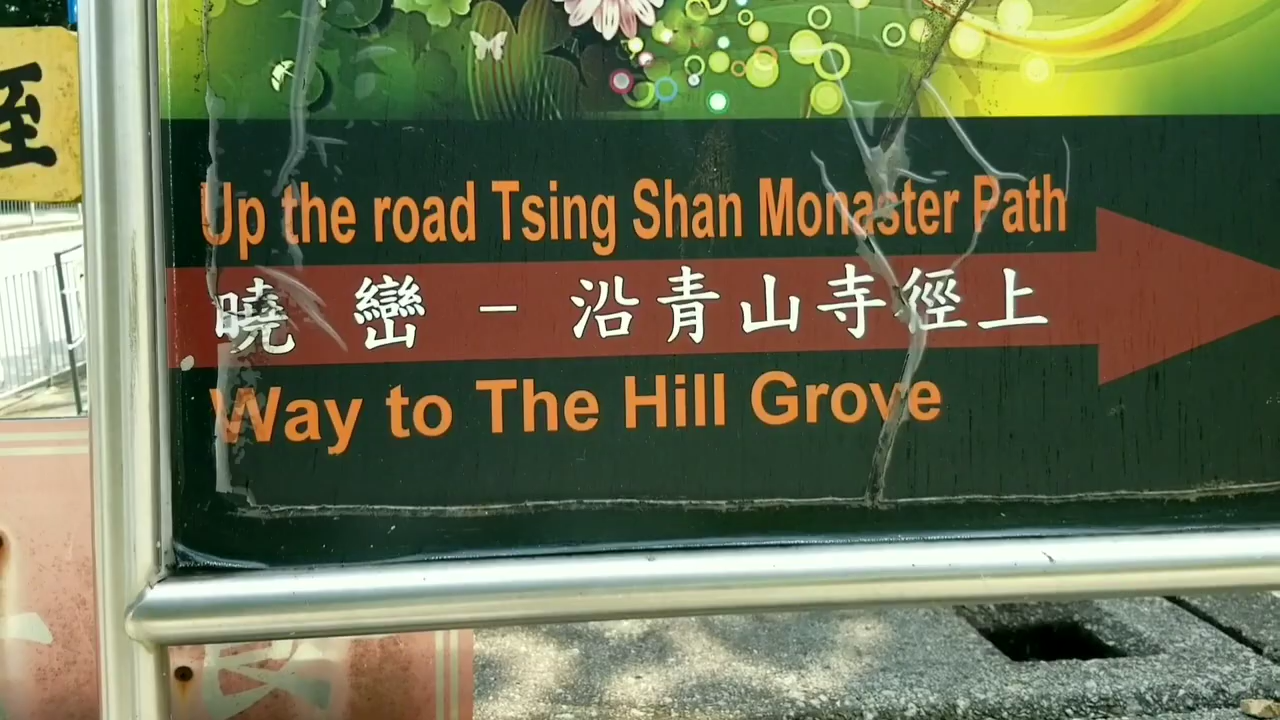 Up the road Tsing Shan Monaster Path
曉 巒 - 沿青山寺徑上
Way to The Hill Grove